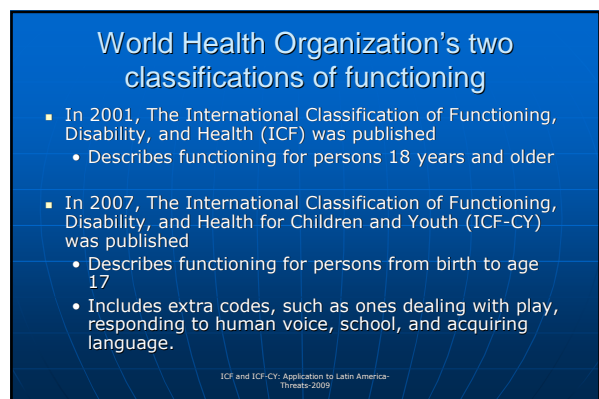 World Health Organization's two
classifications of functioning
▪ In 2001, The International Classification of Functioning,
Disability, and Health (ICF) was published
• Describes functioning for persons 18 years and older
▪ In 2007, The International Classification of Functioning,
Disability, and Health for Children and Youth (ICF-CY)
was published
• Describes functioning for persons from birth to age
17
• Includes extra codes, such as ones dealing with play,
responding to human voice, school, and acquiring
language.
ICF and ICF-CY: Application to Latin America-
Threats-2009